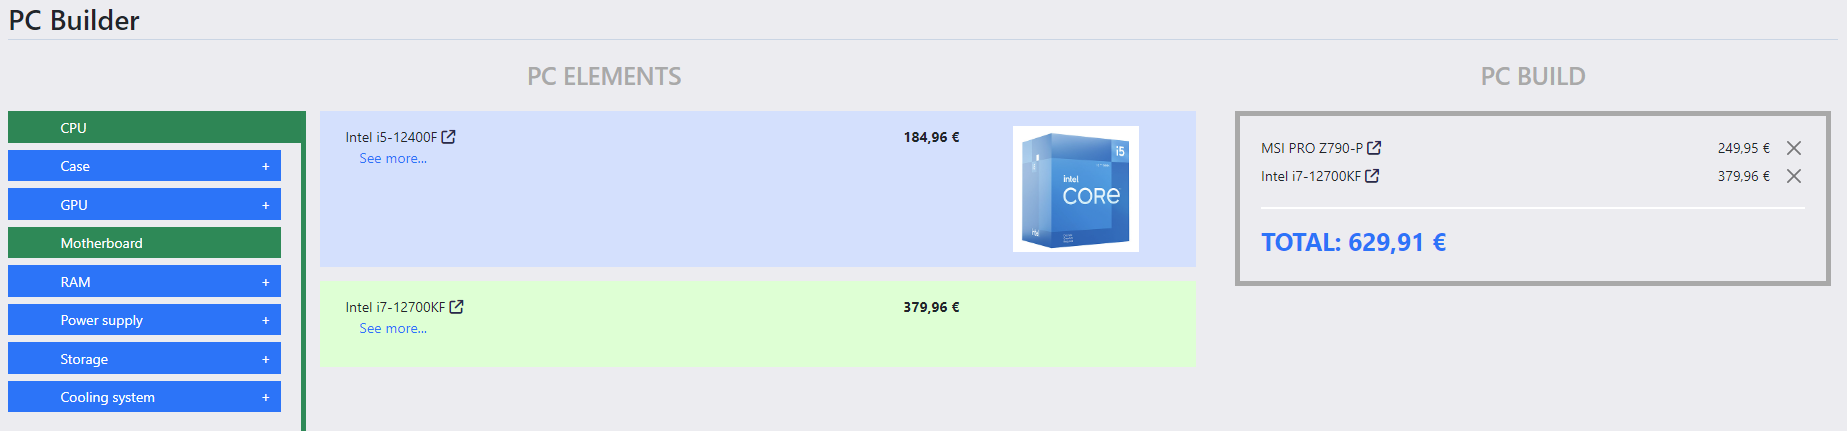 PC Builder
PC ELEMENTS
PC BUILD
CPU
Case +
GPU +
Motherboard
RAM +
Power supply +
Storage +
Cooling system +
Intel i5-12400F 184,96 €
See more...
i5
intel
CORE
intel
Intel i7-12700KF 379,96 €
See more...
MSI PRO Z790-P 249,95 €
Intel i7-12700KF 379,96 €
TOTAL: 629,91 €